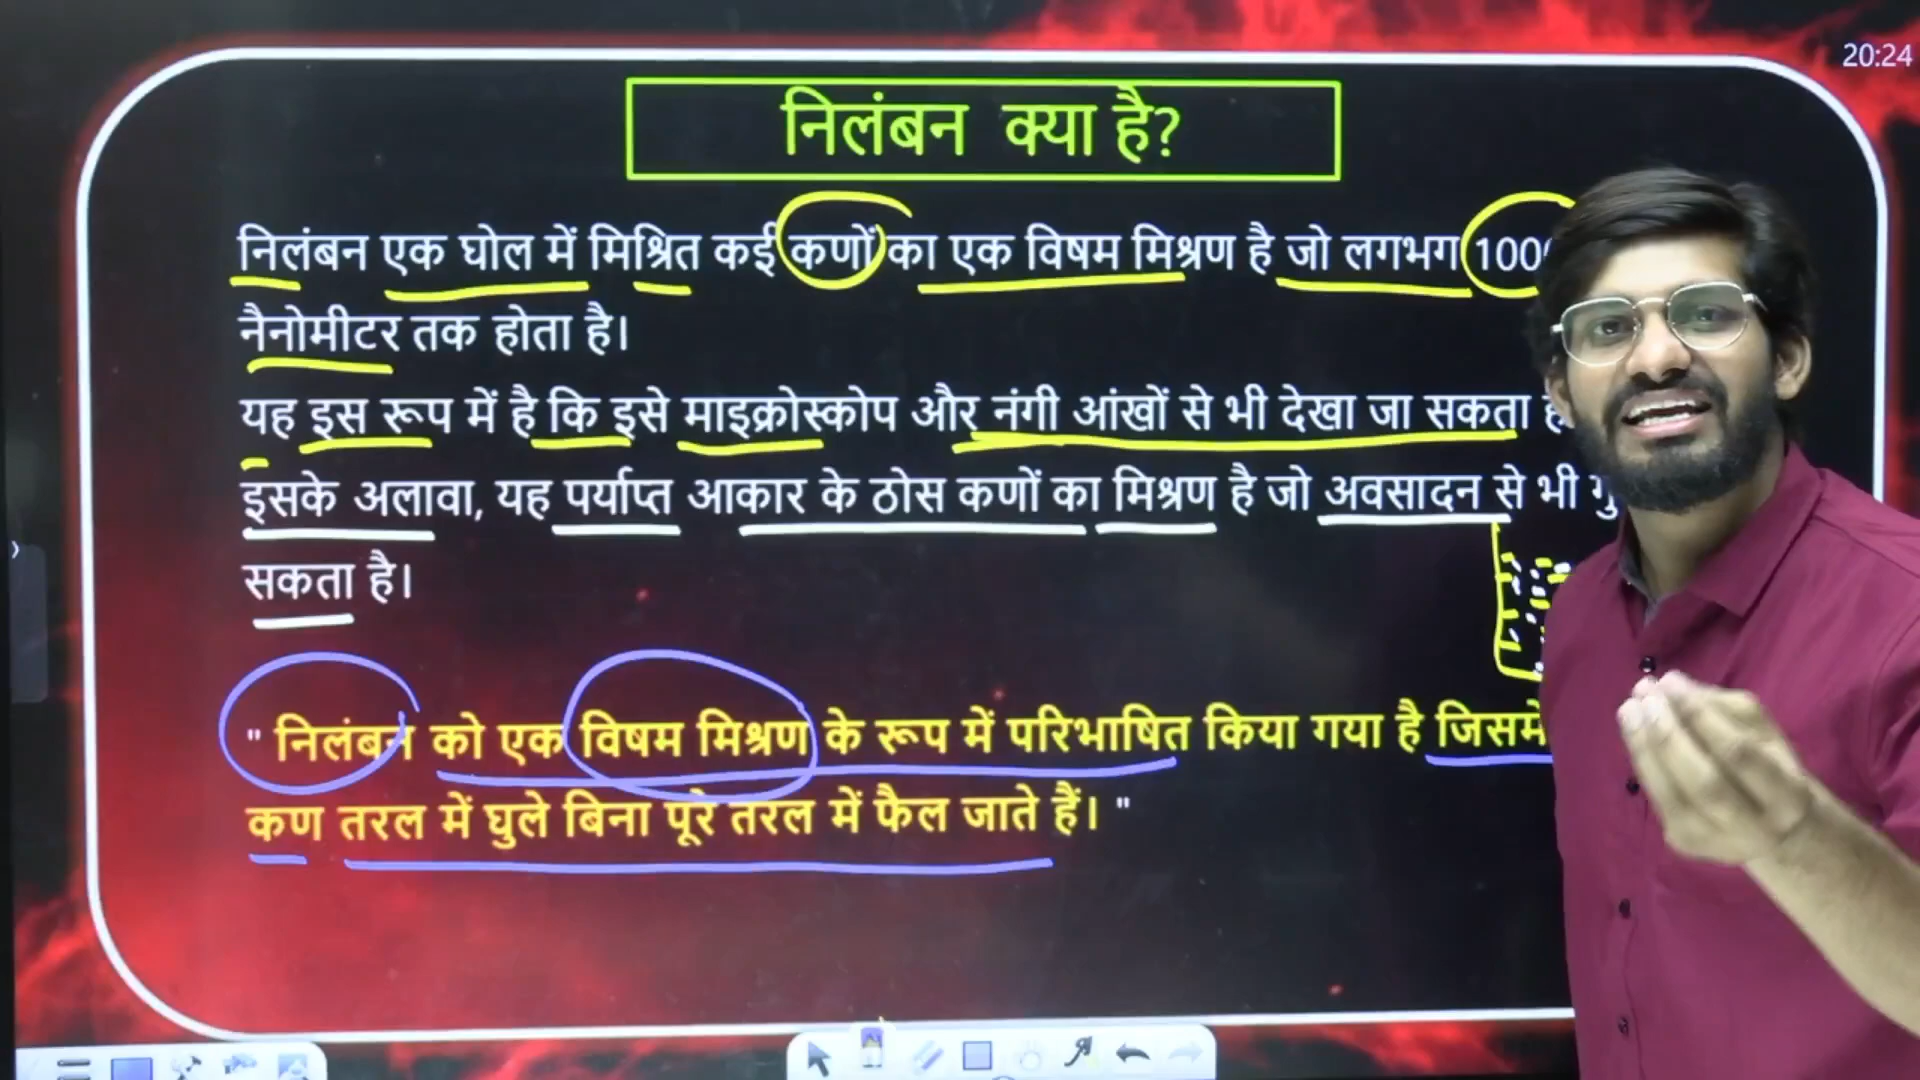 20:24
निलंबन क्या है?
निलंबन एक घोल में मिश्रित कई कणों का एक विषम मिश्रण है जो लगभग
नैनोमीटर तक होता है।
यह इस रूप में है कि इसे माइक्रोस्कोप और नंगी आंखों से भी देखा जा सकता
इसके अलावा, यह पर्याप्त आकार के ठोस कणों का मिश्रण है जो अवसादन से भी
सकता है।
" निलंबन को एक विषम मिश्रण के रूप में परिभाषित किया गया है जिसमें
कण तरल में घुले बिना पूरे तरल में फैल जाते हैं। "